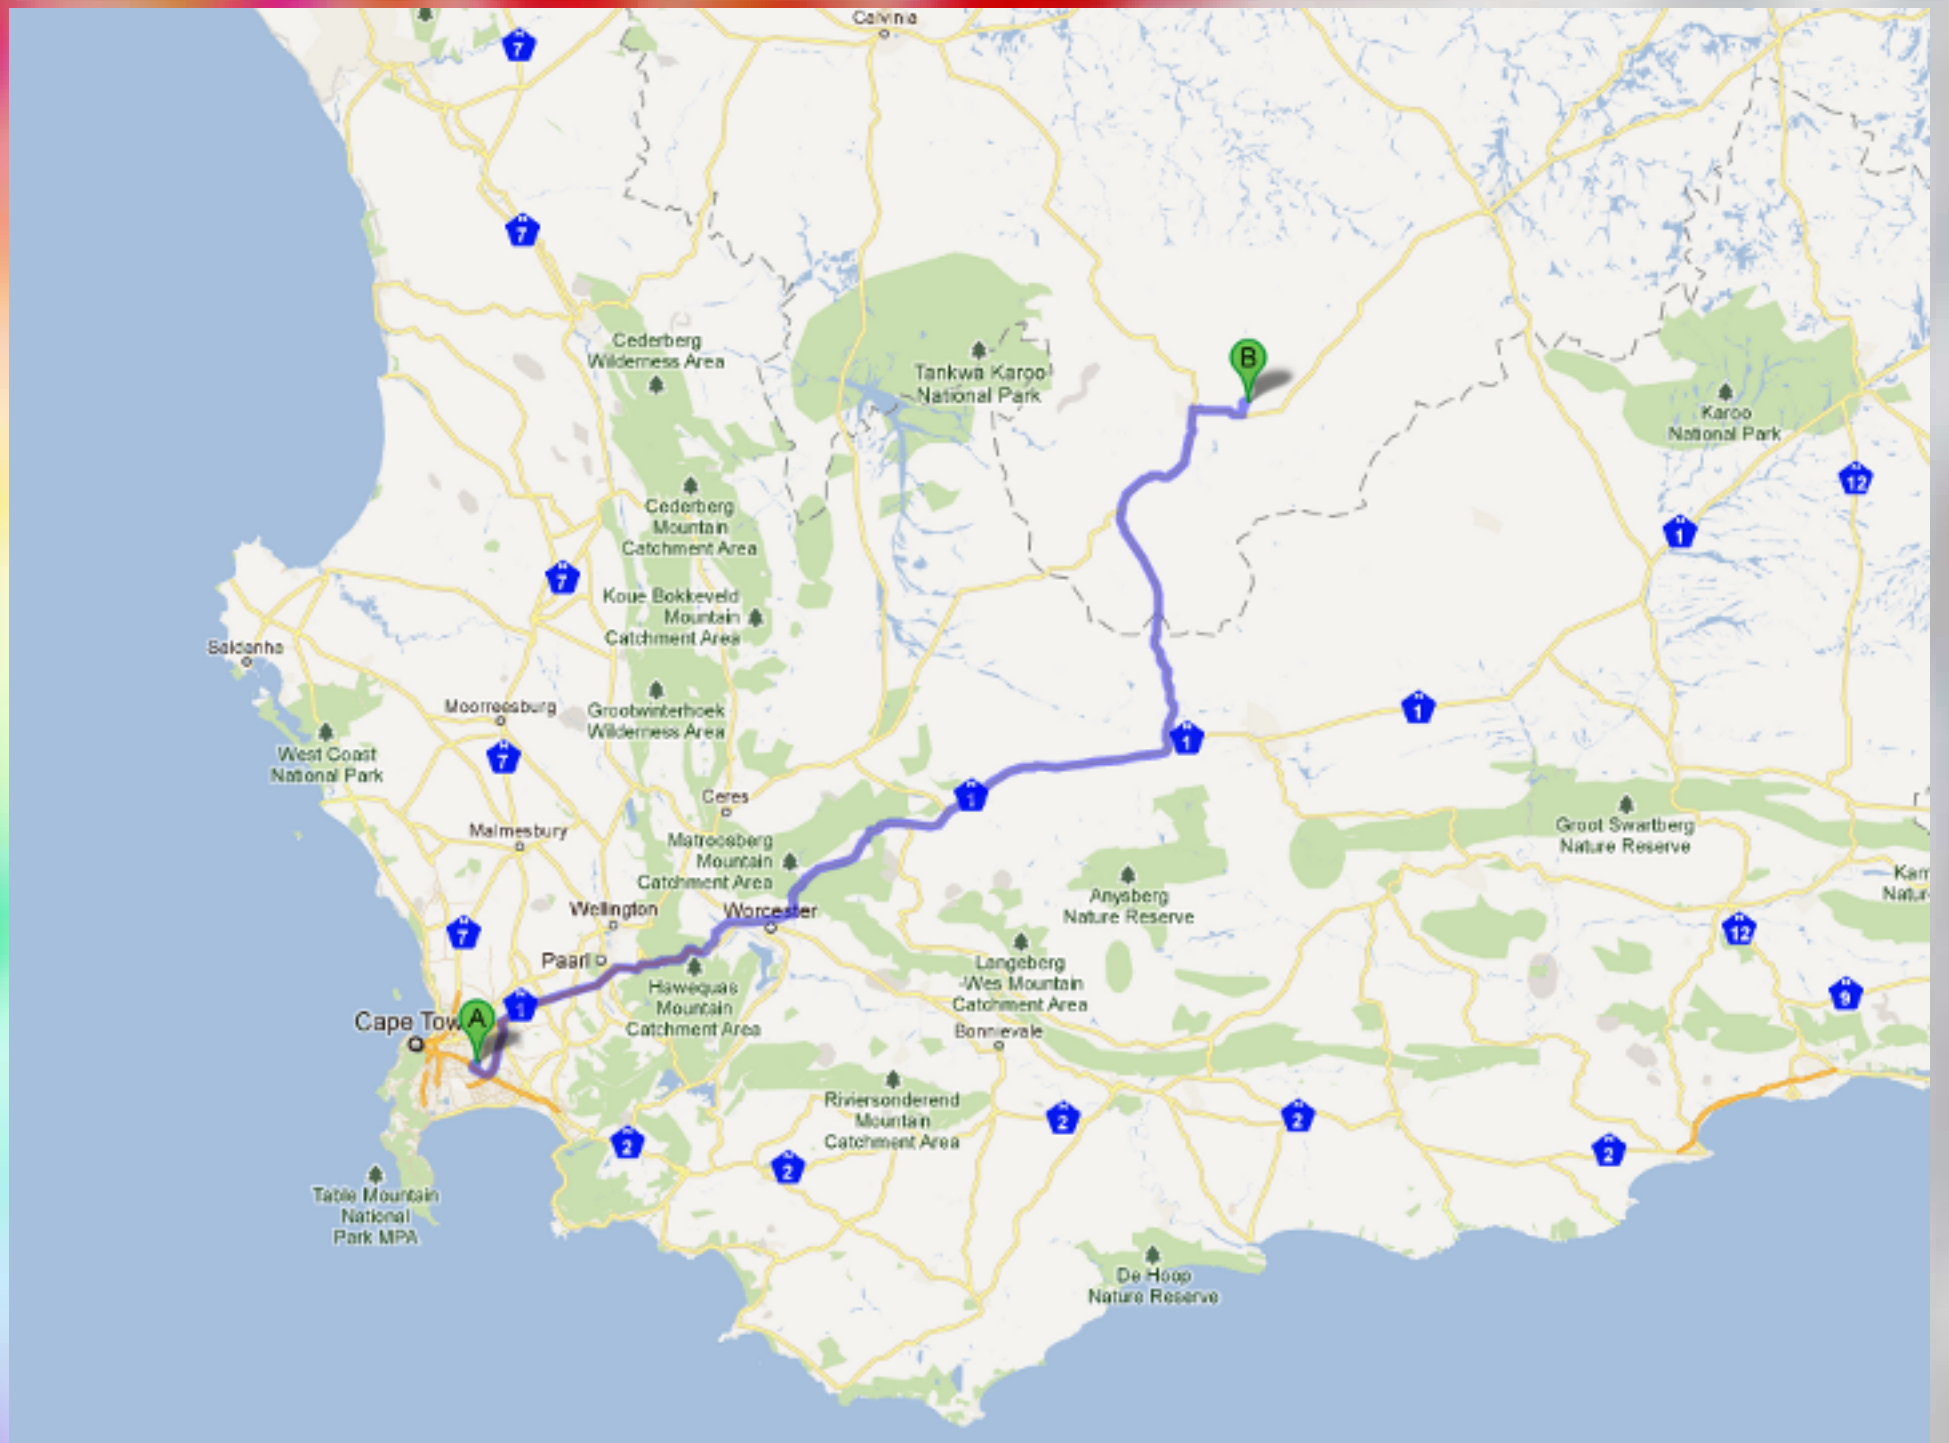 Calvinia
7
7
Cederberg
Wilderness Area
Tankwa Karoo
National Park
B
Karoo
National Park
12
Cederberg
Mountain
Catchment Area
1
7
Koue Bokkeveld
Mountain
Catchment Area
Saldanha
Moorreesburg
Grootwinterhoek
Wilderness Area
1
1
West Coast
National Park
7
Ceres
1
Groot Swartberg
Nature Reserve
Malmesbury
Matroosberg
Mountain
Catchment Area
Anysberg
Nature Reserve
Kam
Natur
Wellington
Worcester
7
12
Paarl
Langeberg
-Wes Mountain
Catchment Area
Hawequas
Mountain
Catchment Area
9
1
Cape Tow
A
Bonnievale
Riviersonderend
Mountain
Catchment Area
2
2
2
2
2
Table Mountain
National
Park MPA
De Hoop
Nature Reserve